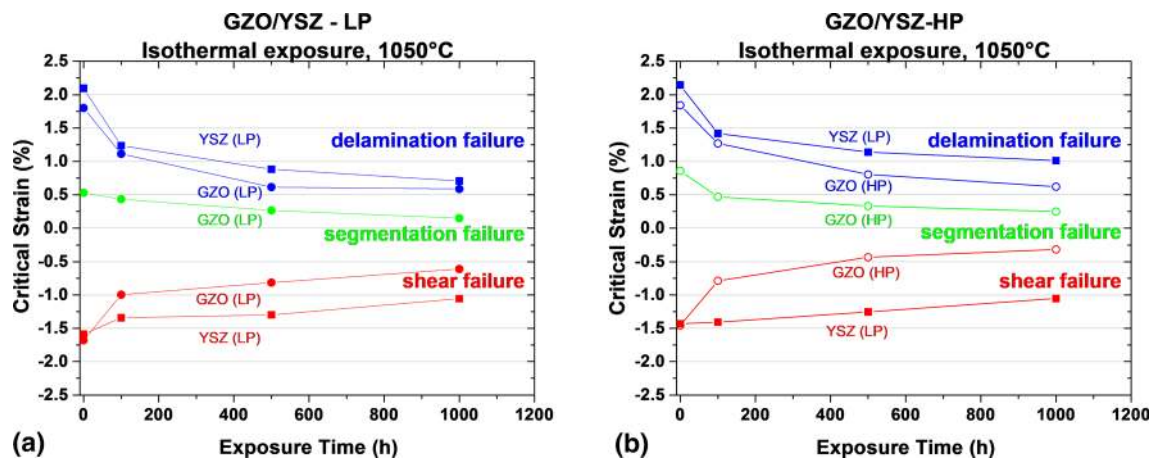 GZO/YSZ - LP
Isothermal exposure, 1050°C
Critical Strain (%)
2.5
2.0
1.5
1.0
0.5
0.0
-0.5
-1.0
-1.5
-2.0
-2.5
YSZ (LP)
delamination failure
GZO (LP)
GZO (LP)
segmentation failure
shear failure
GZO (LP)
YSZ (LP)
0 200 400 600 800 1000 1200
(a) Exposure Time (h)
GZO/YSZ-HP
Isothermal exposure, 1050°C
Critical Strain (%)
2.5
2.0
1.5
1.0
0.5
0.0
-0.5
-1.0
-1.5
-2.0
-2.5
YSZ (LP)
delamination failure
GZO (HP)
GZO (HP)
segmentation failure
GZO (HP)
shear failure
YSZ (LP)
0 200 400 600 800 1000 1200
(b) Exposure Time (h)